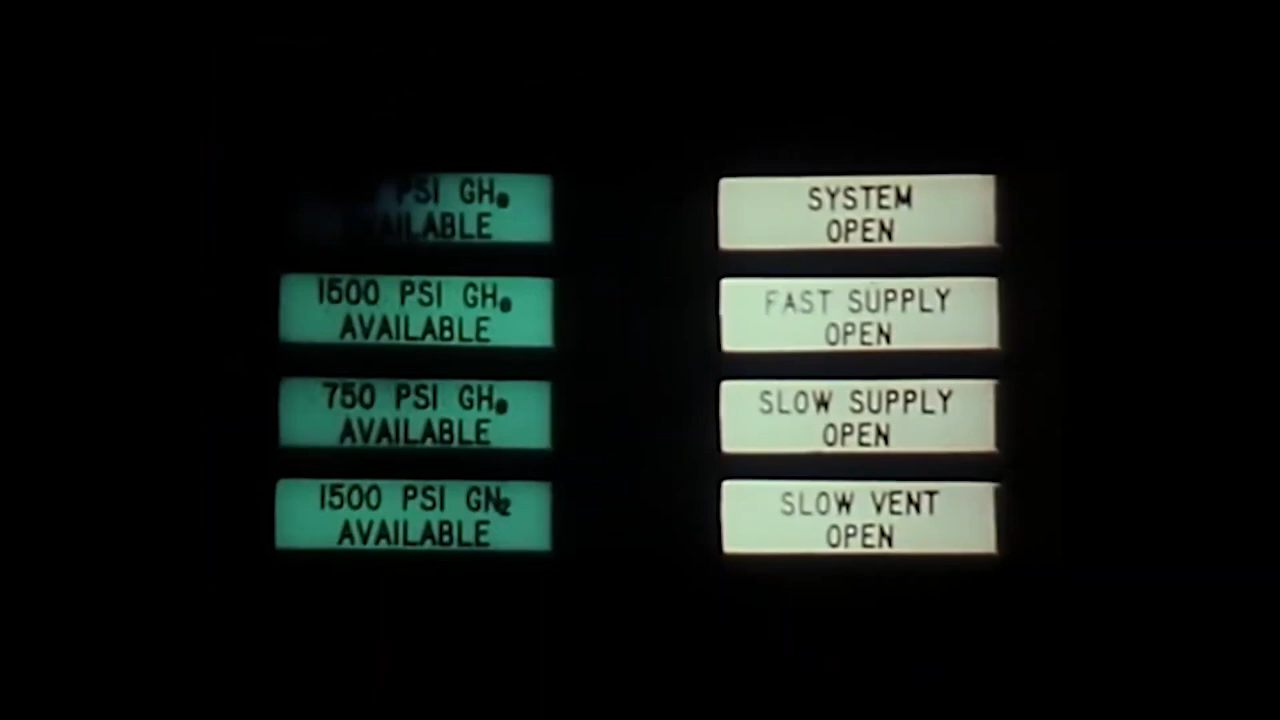 PSI GHe
AVAILABLE
1500 PSI GHe
AVAILABLE
750 PSI GHe
AVAILABLE
1500 PSI GN2
AVAILABLE
SYSTEM
OPEN
FAST SUPPLY
OPEN
SLOW SUPPLY
OPEN
SLOW VENT
OPEN